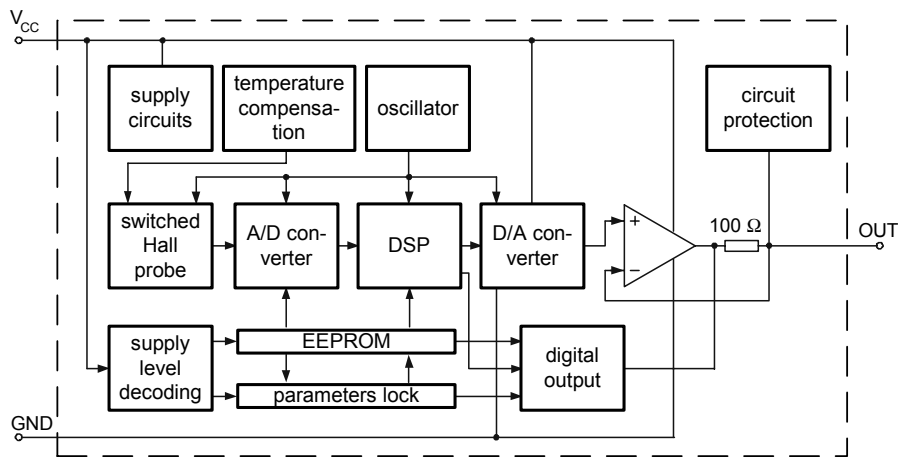 V
CC
supply
circuits
temperature
compensa-
tion
oscillator
circuit
protection
switched
Hall
probe
A/D con-
verter
DSP
D/A con-
verter
+
−
100 Ω
OUT
supply
level
decoding
EEPROM
parameters lock
digital
output
GND